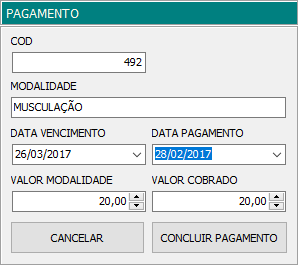 PAGAMENTO
COD
492
MODALIDADE
MUSCULAÇÃO
DATA VENCIMENTO DATA PAGAMENTO
26/03/2017 28/02/2017
VALOR MODALIDADE VALOR COBRADO
20,00 20,00
CANCELAR CONCLUIR PAGAMENTO